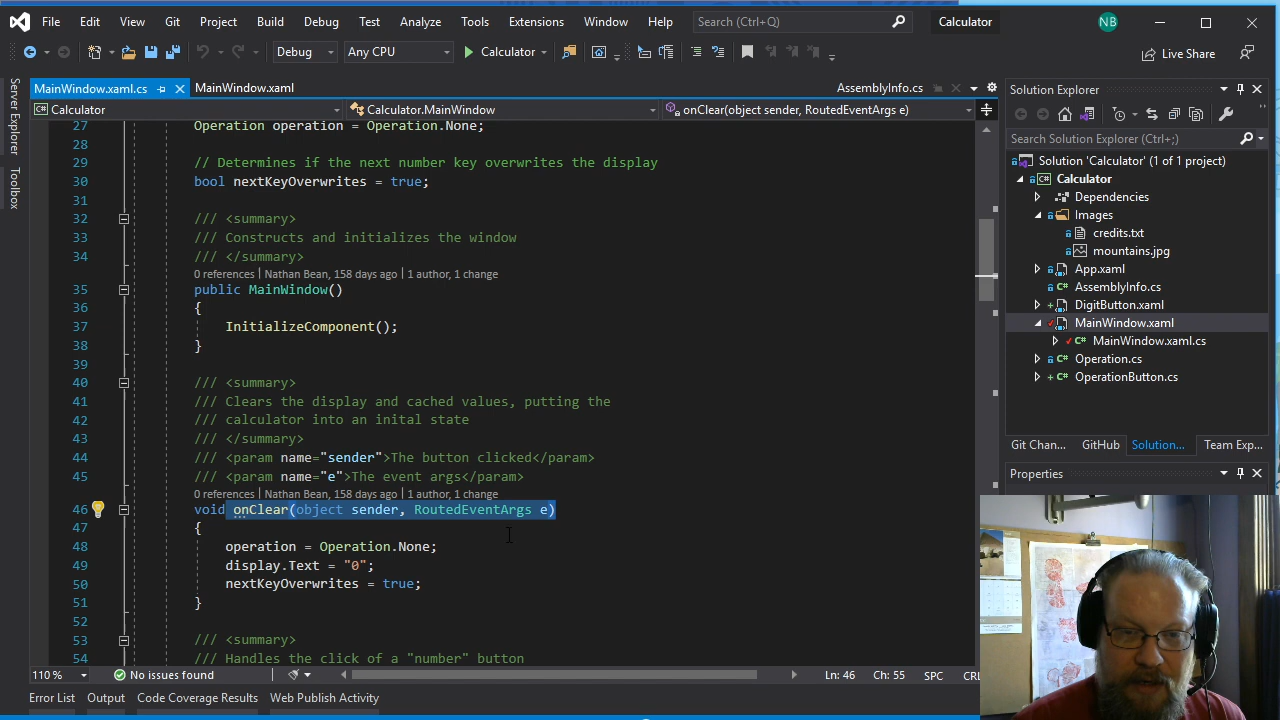 File Edit View Git Project Build Debug Test Analyze Tools Extensions Window Help Search (Ctrl+Q) Calculator NB
Debug Any CPU Calculator Live Share
Server Explorer
Toolbox
MainWindow.xaml.cs MainWindow.xaml AssemblyInfo.cs
Calculator Calculator.MainWindow onClear(object sender, RoutedEventArgs e)
27 Operation operation = Operation.None;
28
29 // Determines if the next number key overwrites the display
30 bool nextKeyOverwrites = true;
31
32 /// <summary>
33 /// Constructs and initializes the window
34 /// </summary>
0 references | Nathan Bean, 158 days ago | 1 author, 1 change
35 public MainWindow()
36 {
37 InitializeComponent();
38 }
39
40 /// <summary>
41 /// Clears the display and cached values, putting the
42 /// calculator into an inital state
43 /// </summary>
44 /// <param name="sender">The button clicked</param>
45 /// <param name="e">The event args</param>
0 references | Nathan Bean, 158 days ago | 1 author, 1 change
46 void onClear(object sender, RoutedEventArgs e)
47 {
48 operation = Operation.None;
49 display.Text = "0";
50 nextKeyOverwrites = true;
51 }
52
53 /// <summary>
54 /// Handles the click of a "number" button
110 % No issues found Ln: 46 Ch: 55 SPC CRL
Error List Output Code Coverage Results Web Publish Activity
Solution Explorer
Search Solution Explorer (Ctrl+;)
Solution 'Calculator' (1 of 1 project)
Calculator
Dependencies
Images
credits.txt
mountains.jpg
App.xaml
AssemblyInfo.cs
DigitButton.xaml
MainWindow.xaml
MainWindow.xaml.cs
Operation.cs
OperationButton.cs
Git Chan... GitHub Solution... Team Exp...
Properties